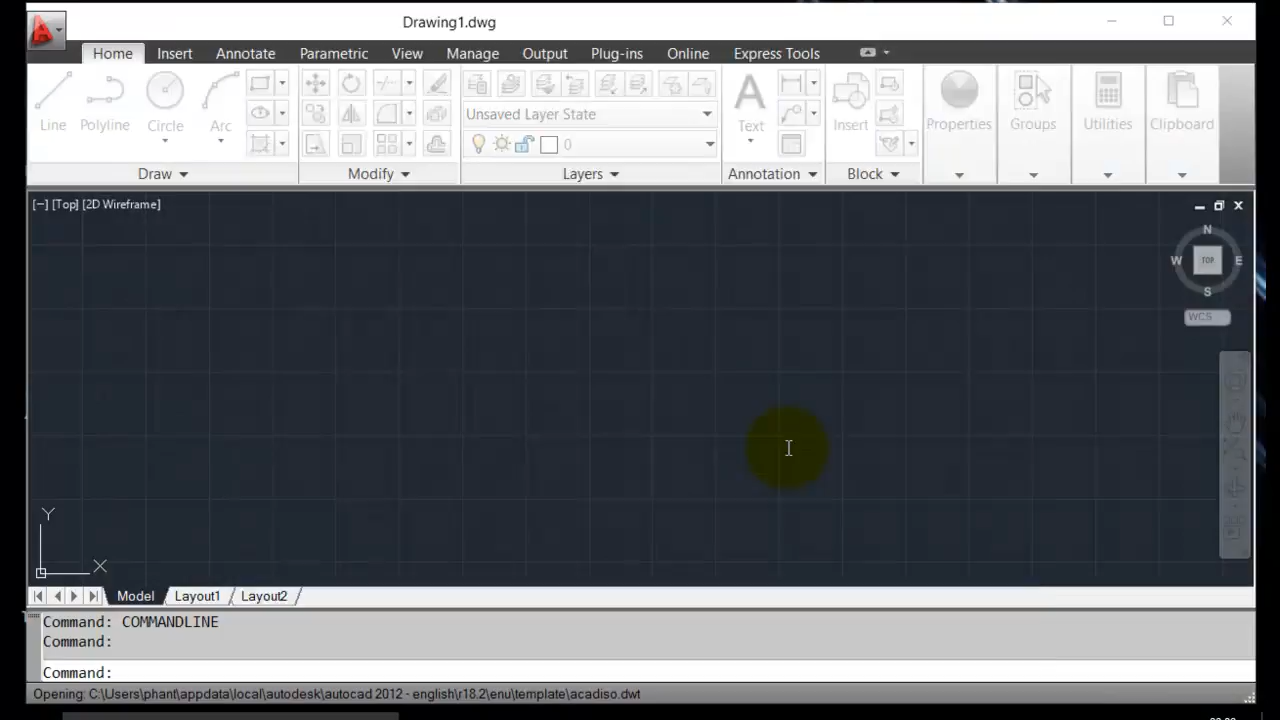 Drawing1.dwg
Home Insert Annotate Parametric View Manage Output Plug-ins Online Express Tools
Line Polyline Circle Arc
Unsaved Layer State
0
Text Insert Properties Groups Utilities Clipboard
Draw Modify Layers Annotation Block
[−] [Top] [2D Wireframe]
N
W TOP E
S
WCS
Y
X
Model Layout1 Layout2
Command: COMMANDLINE
Command:
Command:
Opening: C:\Users\phant\appdata\local\autodesk\autocad 2012 - english\r18.2\enu\template\acadiso.dwt